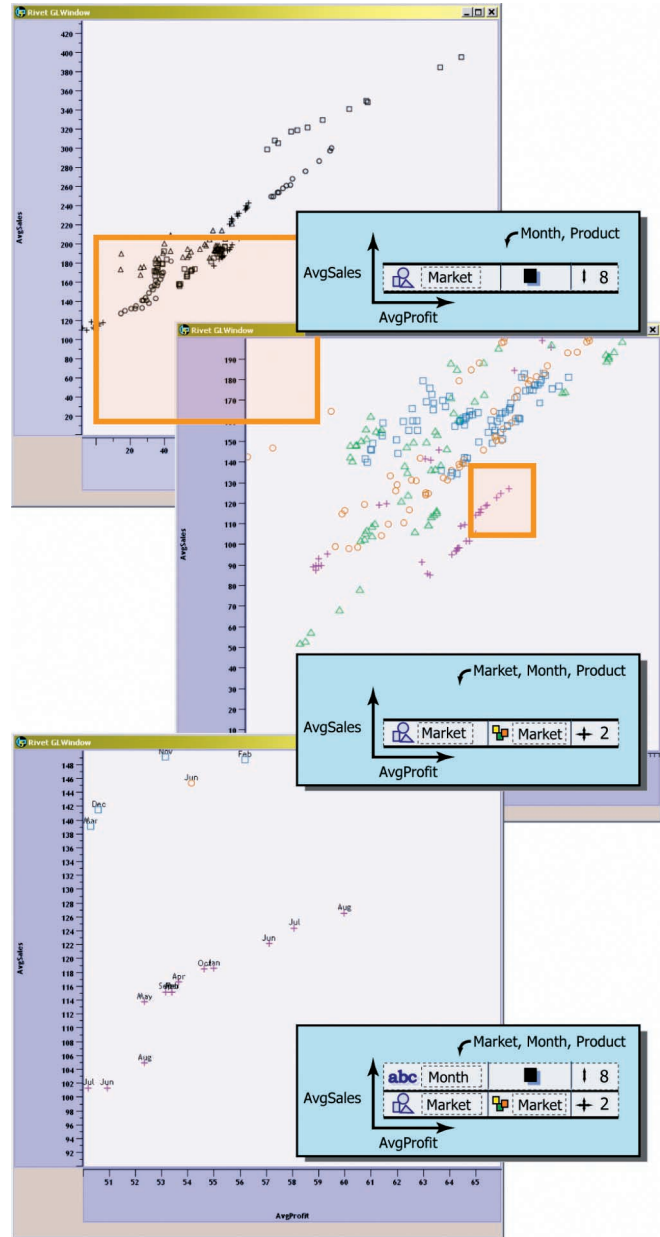 Rivet GLWindow
420
400
380
360
340
320
300
280
260
240
220
200
180
160
140
120
100
80
60
40
20
AvgSales
20 40
Month, Product
AvgSales
Market 8
AvgProfit
Rivet GLWindow
190
180
170
160
150
140
130
120
110
100
90
80
70
60
50
40
30
20
10
AvgSales
Market, Month, Product
AvgSales
Market Market 2
AvgProfit
Rivet GLWindow
148
146
144
142
140
138
136
134
132
130
128
126
124
122
120
118
116
114
112
110
108
106
104
102
100
98
96
94
92
AvgSales
Nov Feb
Jun
Dec
Mar
Aug
Jul
Jun
Oct Jan
Apr
May
Aug
Jul Jun
51 52 53 54 55 56 57 58 59 60 61 62 63 64 65
AvgProfit
Market, Month, Product
AvgSales
abc Month 8
Market Market 2
AvgProfit